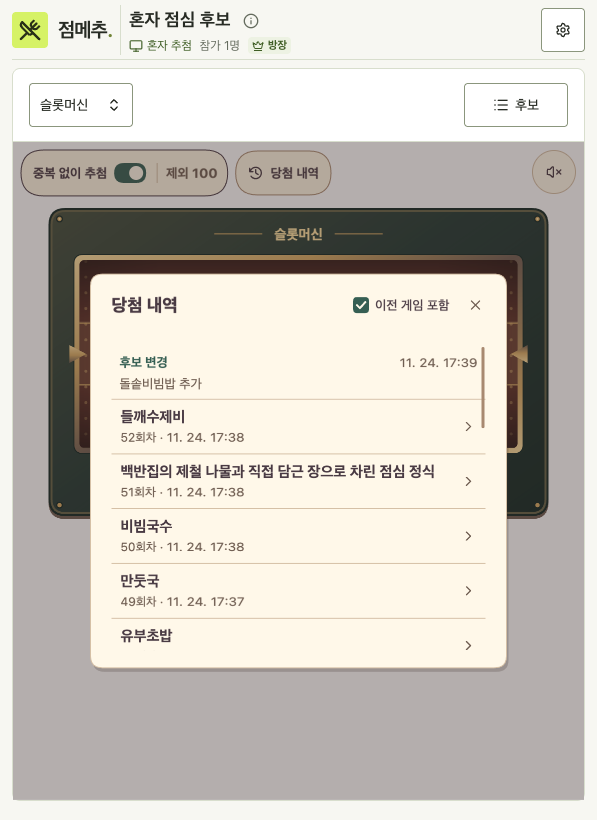 점메추.
혼자 점심 후보
혼자 추첨 참가 1명 방장
슬롯머신
후보
중복 없이 추첨 제외 100 당첨 내역
슬롯머신
당첨 내역 이전 게임 포함
후보 변경 11. 24. 17:39
돌솥비빔밥 추가
들깨수제비
52회차 · 11. 24. 17:38
백반집의 제철 나물과 직접 담근 장으로 차린 점심 정식
51회차 · 11. 24. 17:38
비빔국수
50회차 · 11. 24. 17:38
만둣국
49회차 · 11. 24. 17:37
유부초밥